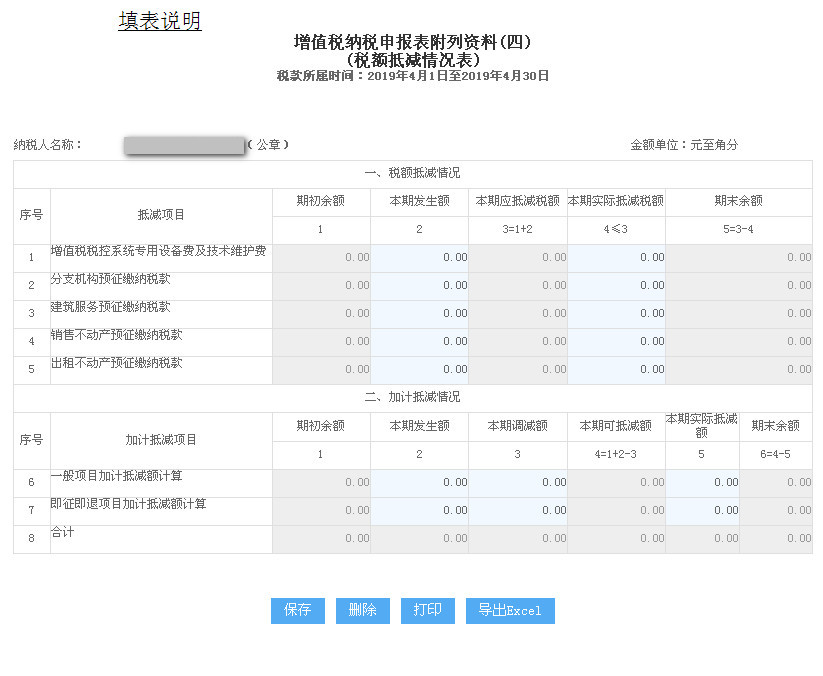 填表说明
增值税纳税申报表附列资料(四)
(税额抵减情况表)
税款所属时间：2019年4月1日至2019年4月30日
纳税人名称： (公章) 金额单位：元至角分
一、税额抵减情况
序号 抵减项目 期初余额 本期发生额 本期应抵减税额 本期实际抵减税额 期末余额
1 2 3=1+2 4≤3 5=3-4
1 增值税税控系统专用设备费及技术维护费 0.00 0.00 0.00 0.00 0.00
2 分支机构预征缴纳税款 0.00 0.00 0.00 0.00 0.00
3 建筑服务预征缴纳税款 0.00 0.00 0.00 0.00 0.00
4 销售不动产预征缴纳税款 0.00 0.00 0.00 0.00 0.00
5 出租不动产预征缴纳税款 0.00 0.00 0.00 0.00 0.00
二、加计抵减情况
序号 加计抵减项目 期初余额 本期发生额 本期调减额 本期可抵减额 本期实际抵减额 期末余额
1 2 3 4=1+2-3 5 6=4-5
6 一般项目加计抵减额计算 0.00 0.00 0.00 0.00 0.00 0.00
7 即征即退项目加计抵减额计算 0.00 0.00 0.00 0.00 0.00 0.00
8 合计 0.00 0.00 0.00 0.00 0.00 0.00
保存 删除 打印 导出Excel